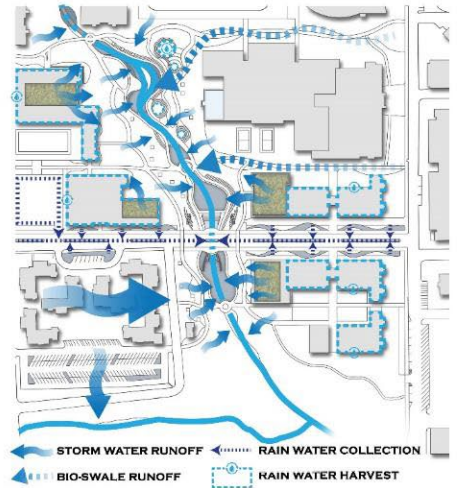 STORM WATER RUNOFF
RAIN WATER COLLECTION
BIO-SWALE RUNOFF
RAIN WATER HARVEST